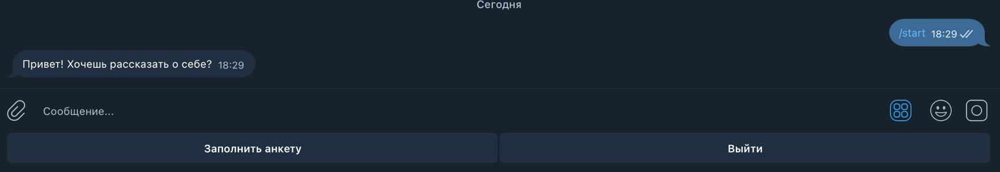 Сегодня
/start 18:29
Привет! Хочешь рассказать о себе? 18:29
Сообщение...
Заполнить анкету
Выйти